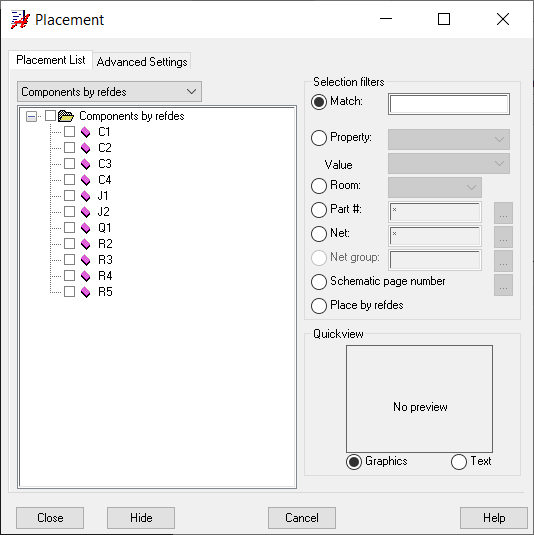 Placement
Placement List
Advanced Settings
Components by refdes
Components by refdes
C1
C2
C3
C4
J1
J2
Q1
R2
R3
R4
R5
Selection filters
Match:
Property:
Value
Room:
Part #:
*
...
Net:
*
...
Net group:
...
Schematic page number
...
Place by refdes
Quickview
No preview
Graphics
Text
Close
Hide
Cancel
Help